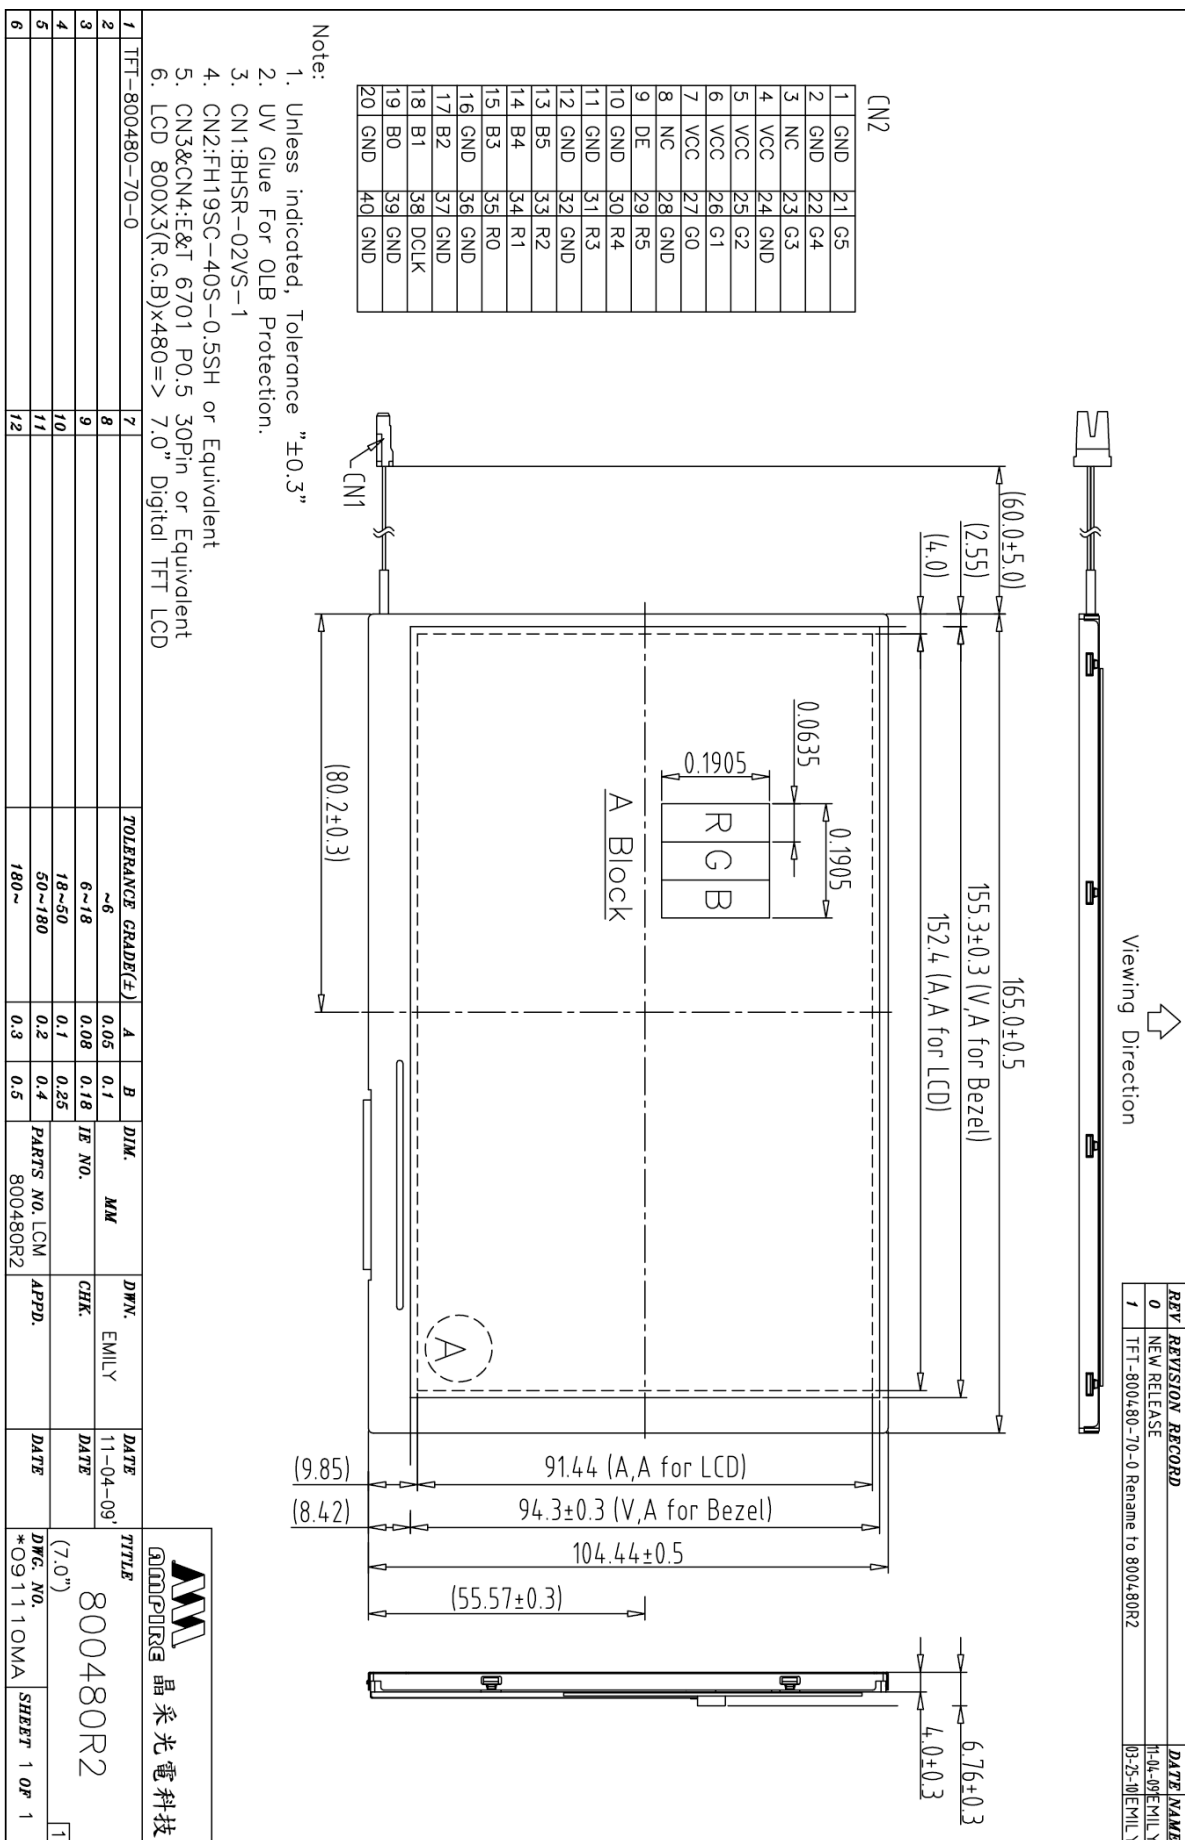 REV REVISION RECORD DATE NAME
0 NEW RELEASE 11-04-09' EMILY
1 TFT-800480-70-0 Rename to 800480R2 03-25-10 EMILY
Viewing Direction
(60.0±5.0)
165.0±0.5
(2.55)
155.3±0.3 (V,A for Bezel)
(4.0)
152.4 (A,A for LCD)
0.0635
0.1905
0.1905
R G B
A Block
A
CN1
(80.2±0.3)
(9.85)
91.44 (A,A for LCD)
(8.42)
94.3±0.3 (V,A for Bezel)
104.44±0.5
(55.57±0.3)
6.76±0.3
4.0±0.3
CN2
1 GND 21 G5
2 GND 22 G4
3 NC 23 G3
4 VCC 24 GND
5 VCC 25 G2
6 VCC 26 G1
7 VCC 27 G0
8 NC 28 GND
9 DE 29 R5
10 GND 30 R4
11 GND 31 R3
12 GND 32 GND
13 B5 33 R2
14 B4 34 R1
15 B3 35 R0
16 GND 36 GND
17 B2 37 GND
18 B1 38 DCLK
19 B0 39 GND
20 GND 40 GND
Note:
1. Unless indicated, Tolerance "±0.3"
2. UV Glue For OLB Protection.
3. CN1:BHSR-02VS-1
4. CN2:FH19SC-40S-0.5SH or Equivalent
5. CN3&CN4:E&T 6701 P0.5 30Pin or Equivalent
6. LCD 800X3(R.G.B)x480=> 7.0" Digital TFT LCD
AMPIRE 晶采光電科技
1 TFT-800480-70-0 7 TOLERANCE GRADE(±) A B DIM. DWN. DATE TITLE
2 8 ~6 0.05 0.1 MM EMILY 11-04-09' 800480R2
3 9 6~18 0.08 0.18 IE NO. CHK. DATE
4 10 18~50 0.1 0.25 (7.0") 1
5 11 50~180 0.2 0.4 PARTS NO. LCM APPD. DATE DWG. NO. SHEET 1 OF 1
6 12 180~ 0.3 0.5 800480R2 *091110MA